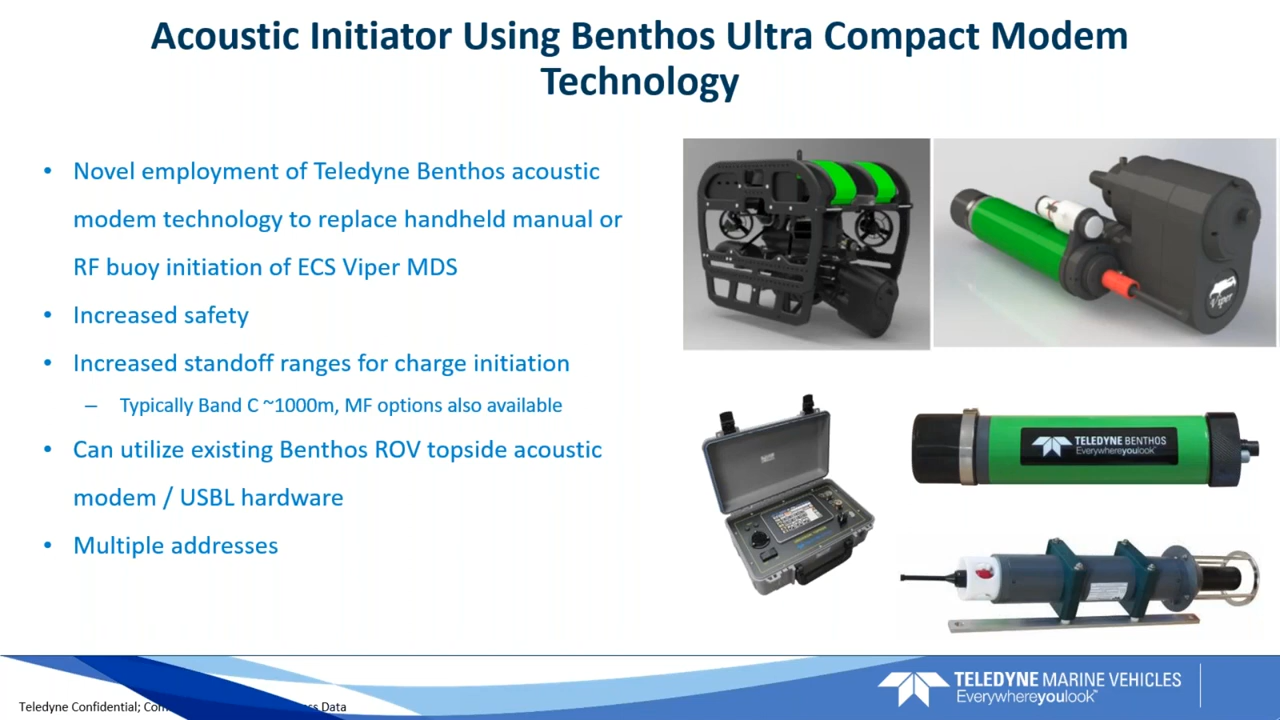 Acoustic Initiator Using Benthos Ultra Compact Modem
Technology
• Novel employment of Teledyne Benthos acoustic
modem technology to replace handheld manual or
RF buoy initiation of ECS Viper MDS
• Increased safety
• Increased standoff ranges for charge initiation
– Typically Band C ~1000m, MF options also available
• Can utilize existing Benthos ROV topside acoustic
modem / USBL hardware
• Multiple addresses
Viper
TELEDYNE BENTHOS
Everywhereyoulook™
TELEDYNE MARINE VEHICLES
Everywhereyoulook™
Teledyne Confidential; Data